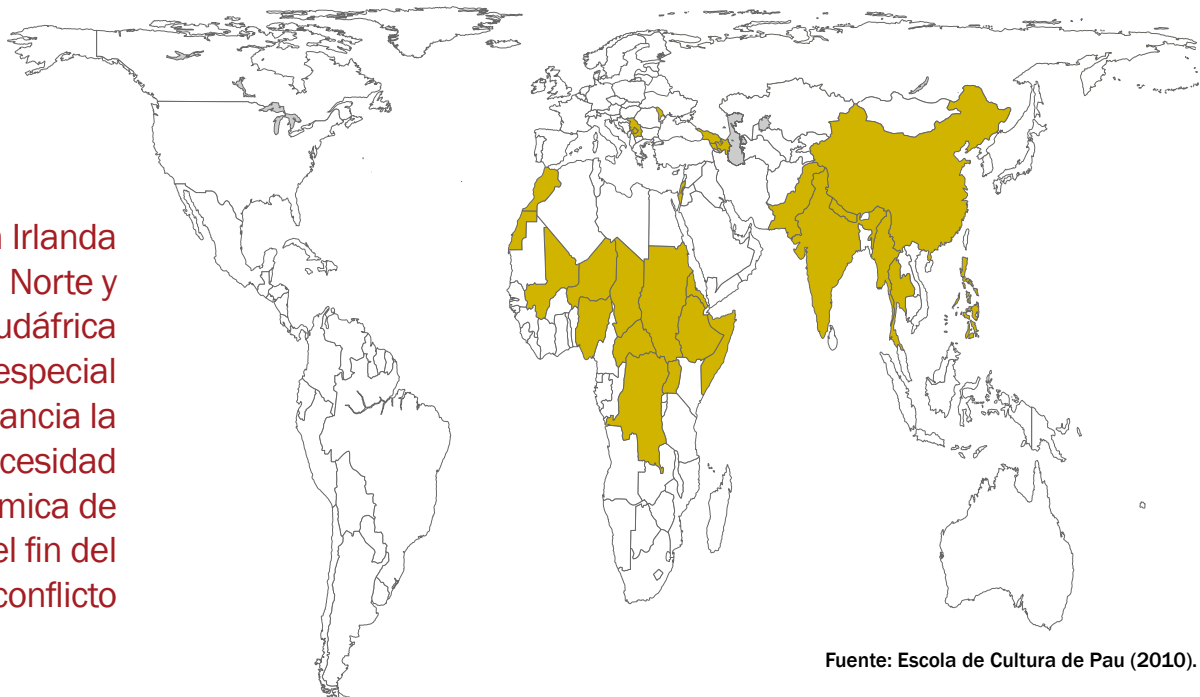 Irlanda
Norte y
udáfrica
especial
ancia la
cesidad
mica de
el fin del
conflicto
Fuente: Escola de Cultura de Pau (2010).